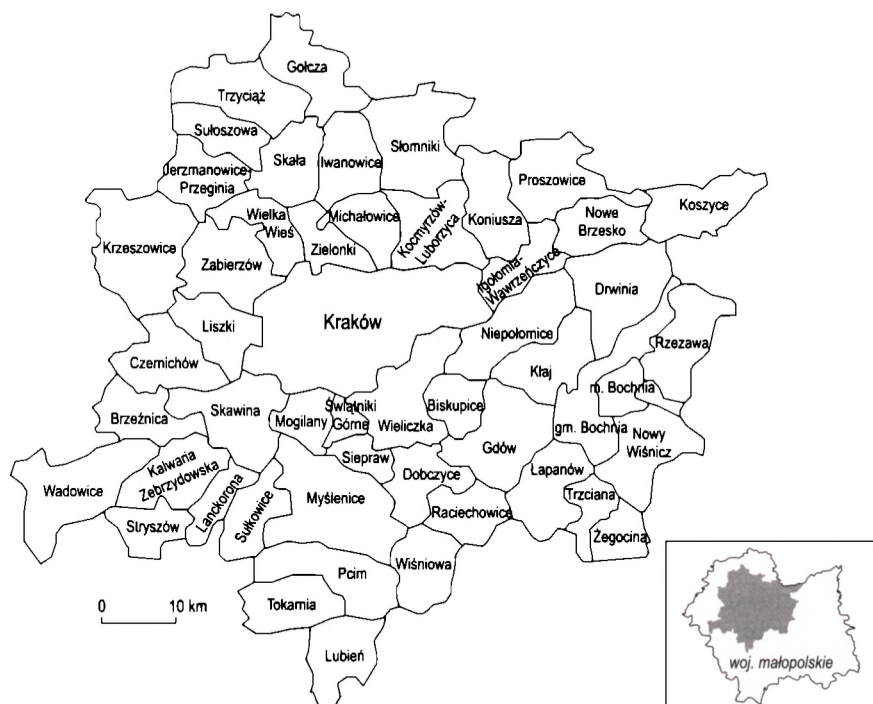 Gołcza
Trzyciąż
Sułoszowa
Skała
Iwanowice
Słomniki
Jerzmanowice-
Przeginia
Proszowice
Koszyce
Wielka
Wieś
Michałowice
Kocmyrzów-
Luborzyca
Koniusza
Nowe
Brzesko
Krzeszowice
Zielonki
Zabierzów
Igołomia-
Wawrzeńczyce
Drwinia
Liszki
Kraków
Niepołomice
Rzezawa
Czernichów
Kłaj
m. Bochnia
Brzeźnica
Skawina
Mogilany
Świątniki
Górne
Wieliczka
Biskupice
gm. Bochnia
Nowy
Wiśnicz
Gdów
Kalwaria
Zebrzydowska
Siepraw
Wadowice
Lanckorona
Sułkowice
Myślenice
Dobczyce
Łapanów
Trzciana
Stryszów
Raciechowice
Żegocina
Pcim
Wiśniowa
0 10 km
Tokarnia
Lubień
woj. małopolskie